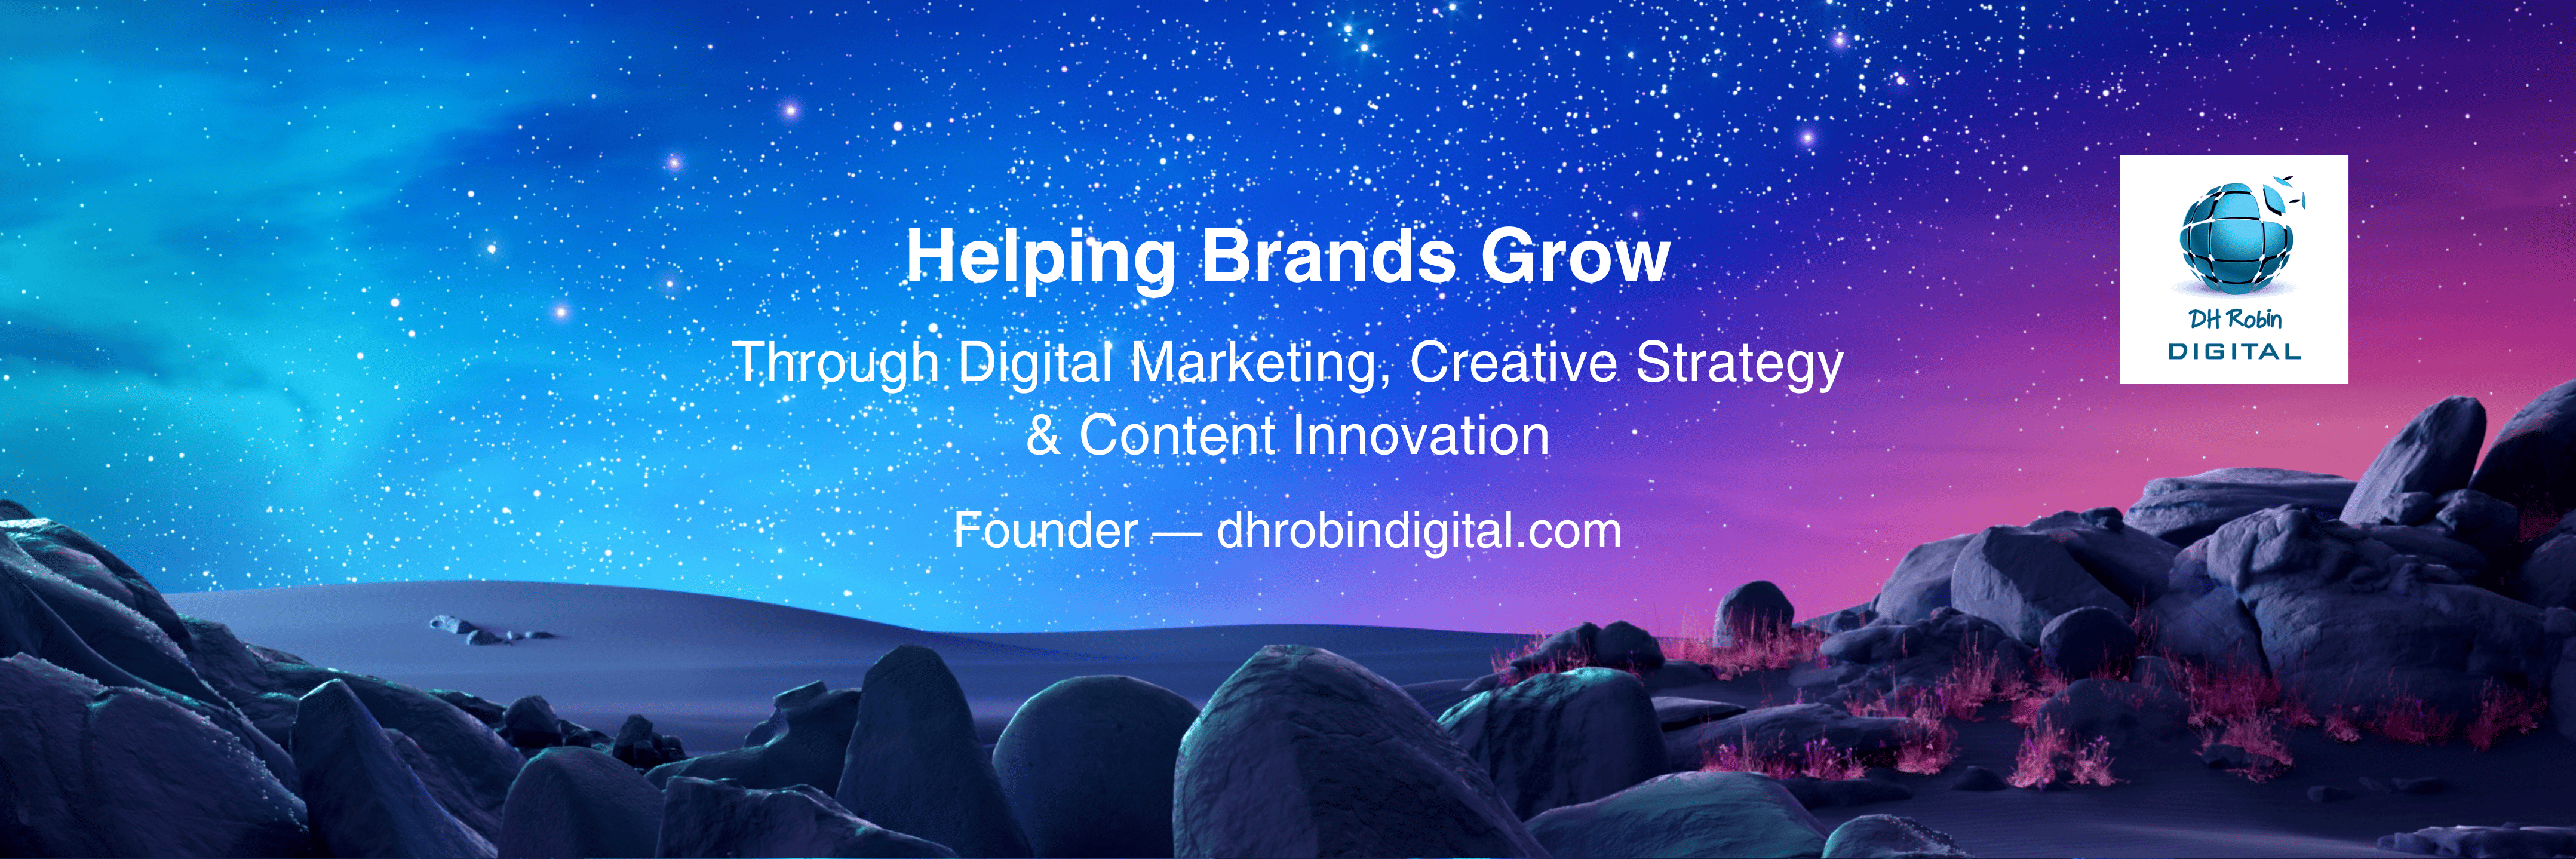 Helping Brands Grow
Through Digital Marketing, Creative Strategy
& Content Innovation
Founder — dhrobindigital.com
DH Robin
DIGITAL